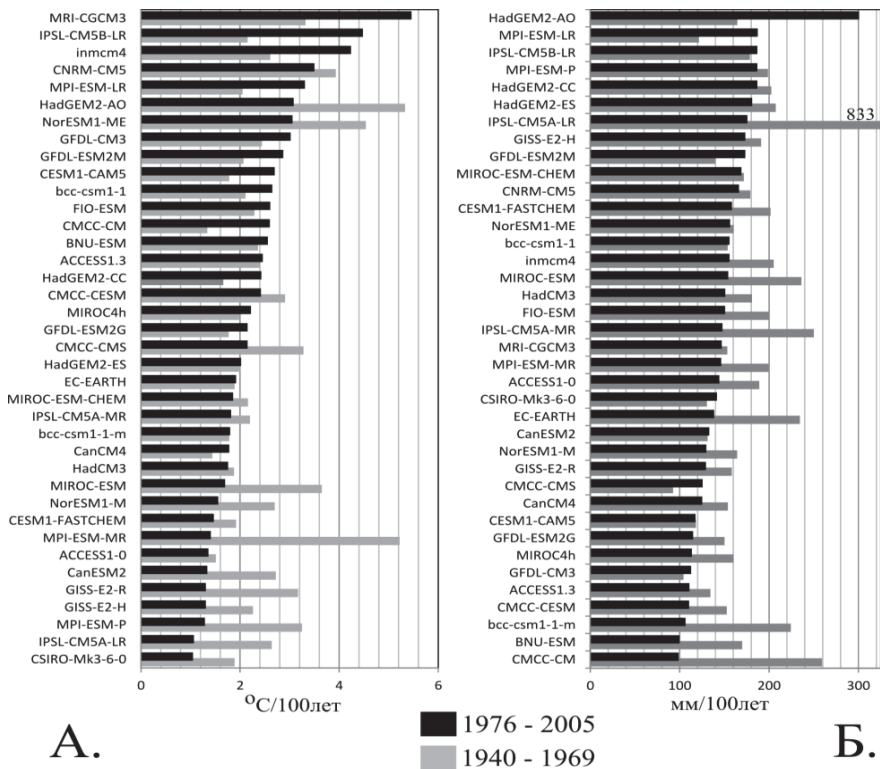 MRI-CGCM3
IPSL-CM5B-LR
inmcm4
CNRM-CM5
MPI-ESM-LR
HadGEM2-AO
NorESM1-ME
GFDL-CM3
GFDL-ESM2M
CESM1-CAM5
bcc-csm1-1
FIO-ESM
CMCC-CM
BNU-ESM
ACCESS1.3
HadGEM2-CC
CMCC-CESM
MIROC4h
GFDL-ESM2G
CMCC-CMS
HadGEM2-ES
EC-EARTH
MIROC-ESM-CHEM
IPSL-CM5A-MR
bcc-csm1-1-m
CanCM4
HadCM3
MIROC-ESM
NorESM1-M
CESM1-FASTCHEM
MPI-ESM-MR
ACCESS1-0
CanESM2
GISS-E2-R
GISS-E2-H
MPI-ESM-P
IPSL-CM5A-LR
CSIRO-Mk3-6-0
0 2 4 6
°C/100лет
А.
HadGEM2-AO
MPI-ESM-LR
IPSL-CM5B-LR
MPI-ESM-P
HadGEM2-CC
HadGEM2-ES
833
IPSL-CM5A-LR
GISS-E2-H
GFDL-ESM2M
MIROC-ESM-CHEM
CNRM-CM5
CESM1-FASTCHEM
NorESM1-ME
bcc-csm1-1
inmcm4
MIROC-ESM
HadCM3
FIO-ESM
IPSL-CM5A-MR
MRI-CGCM3
MPI-ESM-MR
ACCESS1-0
CSIRO-Mk3-6-0
EC-EARTH
CanESM2
NorESM1-M
GISS-E2-R
CMCC-CMS
CanCM4
CESM1-CAM5
GFDL-ESM2G
MIROC4h
GFDL-CM3
ACCESS1.3
CMCC-CESM
bcc-csm1-1-m
BNU-ESM
CMCC-CM
0 100 200 300
мм/100лет
Б.
1976 - 2005
1940 - 1969